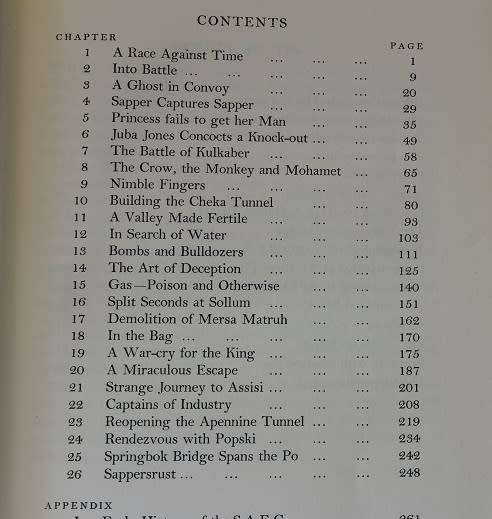 CONTENTS
CHAPTER PAGE
1 A Race Against Time ... ... ... 1
2 Into Battle ... ... ... ... 9
3 A Ghost in Convoy ... ... ... 20
4 Sapper Captures Sapper ... ... ... 29
5 Princess fails to get her Man ... ... 35
6 Juba Jones Concocts a Knock-out ... ... 49
7 The Battle of Kulkaber ... ... ... 58
8 The Crow, the Monkey and Mohamet ... 65
9 Nimble Fingers ... ... ... ... 71
10 Building the Cheka Tunnel ... ... 80
11 A Valley Made Fertile ... ... ... 93
12 In Search of Water ... ... ... 103
13 Bombs and Bulldozers ... ... ... 111
14 The Art of Deception ... ... ... 125
15 Gas—Poison and Otherwise ... ... 140
16 Split Seconds at Sollum ... ... ... 151
17 Demolition of Mersa Matruh ... ... 162
18 In the Bag ... ... ... ... ... 170
19 A War-cry for the King ... ... ... 175
20 A Miraculous Escape ... ... ... 187
21 Strange Journey to Assisi ... ... ... 201
22 Captains of Industry ... ... ... 208
23 Reopening the Apennine Tunnel ... ... 219
24 Rendezvous with Popski ... ... ... 234
25 Springbok Bridge Spans the Po ... ... 242
26 Sappersrust ... ... ... ... ... 248
APPENDIX
History of the S.A.E.C. 261